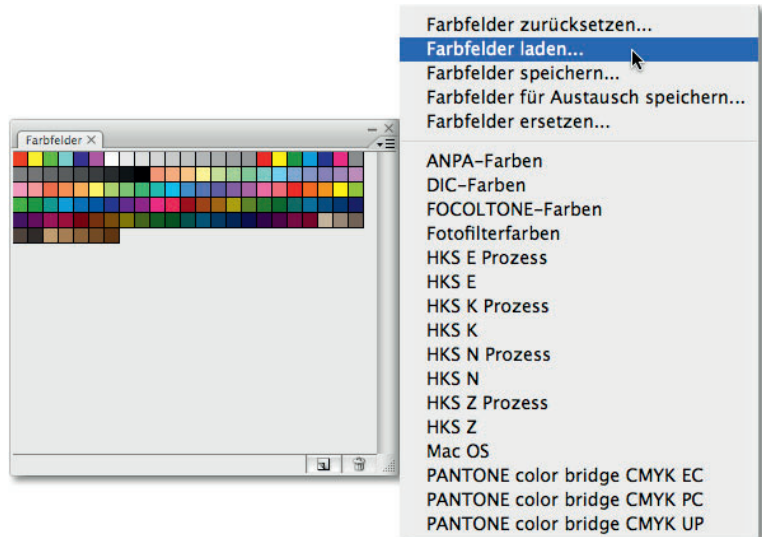 Farbfelder
Farbfelder zurücksetzen...
Farbfelder laden...
Farbfelder speichern...
Farbfelder für Austausch speichern...
Farbfelder ersetzen...
ANPA-Farben
DIC-Farben
FOCOLTONE-Farben
Fotofilterfarben
HKS E Prozess
HKS E
HKS K Prozess
HKS K
HKS N Prozess
HKS N
HKS Z Prozess
HKS Z
Mac OS
PANTONE color bridge CMYK EC
PANTONE color bridge CMYK PC
PANTONE color bridge CMYK UP